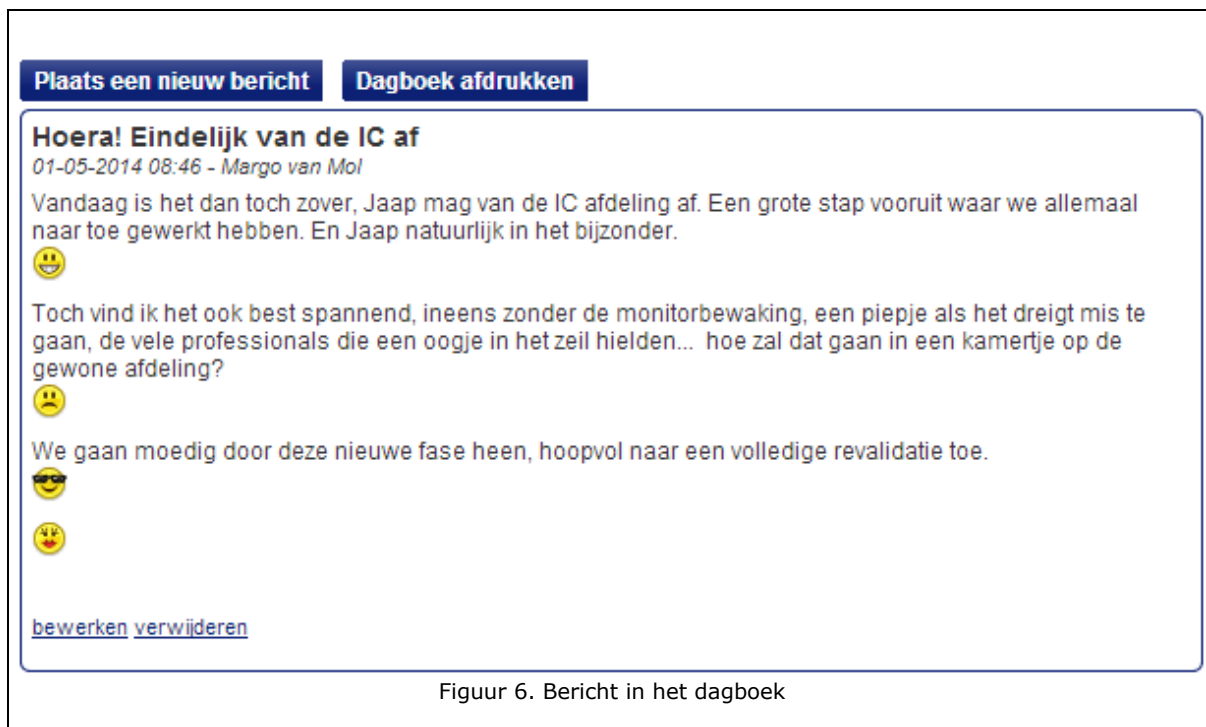 Plaats een nieuw bericht Dagboek afdrukken
Hoera! Eindelijk van de IC af
01-05-2014 08:46 - Margo van Mol
Vandaag is het dan toch zover, Jaap mag van de IC afdeling af. Een grote stap vooruit waar we allemaal
naar toe gewerkt hebben. En Jaap natuurlijk in het bijzonder.
Toch vind ik het ook best spannend, ineens zonder de monitorbewaking, een piepje als het dreigt mis te
gaan, de vele professionals die een oogje in het zeil hielden... hoe zal dat gaan in een kamertje op de
gewone afdeling?
We gaan moedig door deze nieuwe fase heen, hoopvol naar een volledige revalidatie toe.
bewerken verwijderen
Figuur 6. Bericht in het dagboek